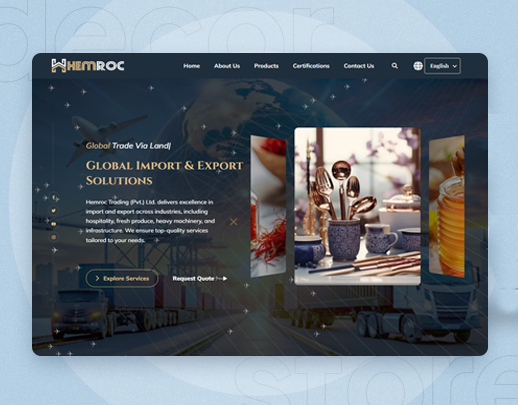 decor
HEMROC
Home About Us Products Certifications Contact Us English
Global Trade Via Land|
GLOBAL IMPORT & EXPORT
SOLUTIONS
Hemroc Trading (Pvt.) Ltd. delivers excellence in
import and export across industries, including
hospitality, fresh produce, heavy machinery, and
infrastructure. We ensure top-quality services
tailored to your needs.
Explore Services Request Quote
store